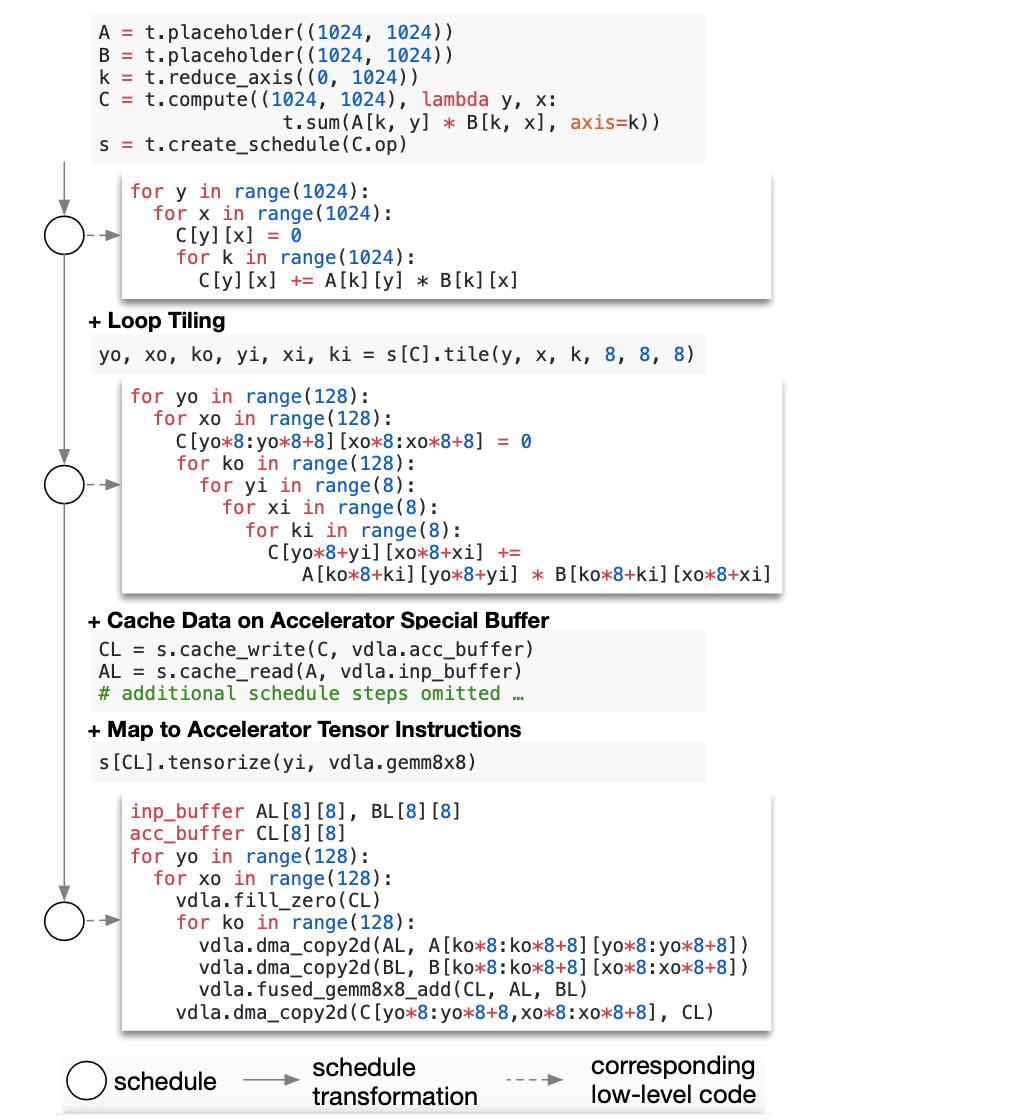 A = t.placeholder((1024, 1024))
B = t.placeholder((1024, 1024))
k = t.reduce_axis((0, 1024))
C = t.compute((1024, 1024), lambda y, x:
                t.sum(A[k, y] * B[k, x], axis=k))
s = t.create_schedule(C.op)
for y in range(1024):
  for x in range(1024):
    C[y][x] = 0
    for k in range(1024):
      C[y][x] += A[k][y] * B[k][x]
+ Loop Tiling
yo, xo, ko, yi, xi, ki = s[C].tile(y, x, k, 8, 8, 8)
for yo in range(128):
  for xo in range(128):
    C[yo*8:yo*8+8][xo*8:xo*8+8] = 0
    for ko in range(128):
      for yi in range(8):
        for xi in range(8):
          for ki in range(8):
            C[yo*8+yi][xo*8+xi] +=
               A[ko*8+ki][yo*8+yi] * B[ko*8+ki][xo*8+xi]
+ Cache Data on Accelerator Special Buffer
CL = s.cache_write(C, vdla.acc_buffer)
AL = s.cache_read(A, vdla.inp_buffer)
# additional schedule steps omitted …
+ Map to Accelerator Tensor Instructions
s[CL].tensorize(yi, vdla.gemm8x8)
inp_buffer AL[8][8], BL[8][8]
acc_buffer CL[8][8]
for yo in range(128):
  for xo in range(128):
    vdla.fill_zero(CL)
    for ko in range(128):
      vdla.dma_copy2d(AL, A[ko*8:ko*8+8][yo*8:yo*8+8])
      vdla.dma_copy2d(BL, B[ko*8:ko*8+8][xo*8:xo*8+8])
      vdla.fused_gemm8x8_add(CL, AL, BL)
    vdla.dma_copy2d(C[yo*8:yo*8+8,xo*8:xo*8+8], CL)
schedule
schedule
transformation
corresponding
low-level code